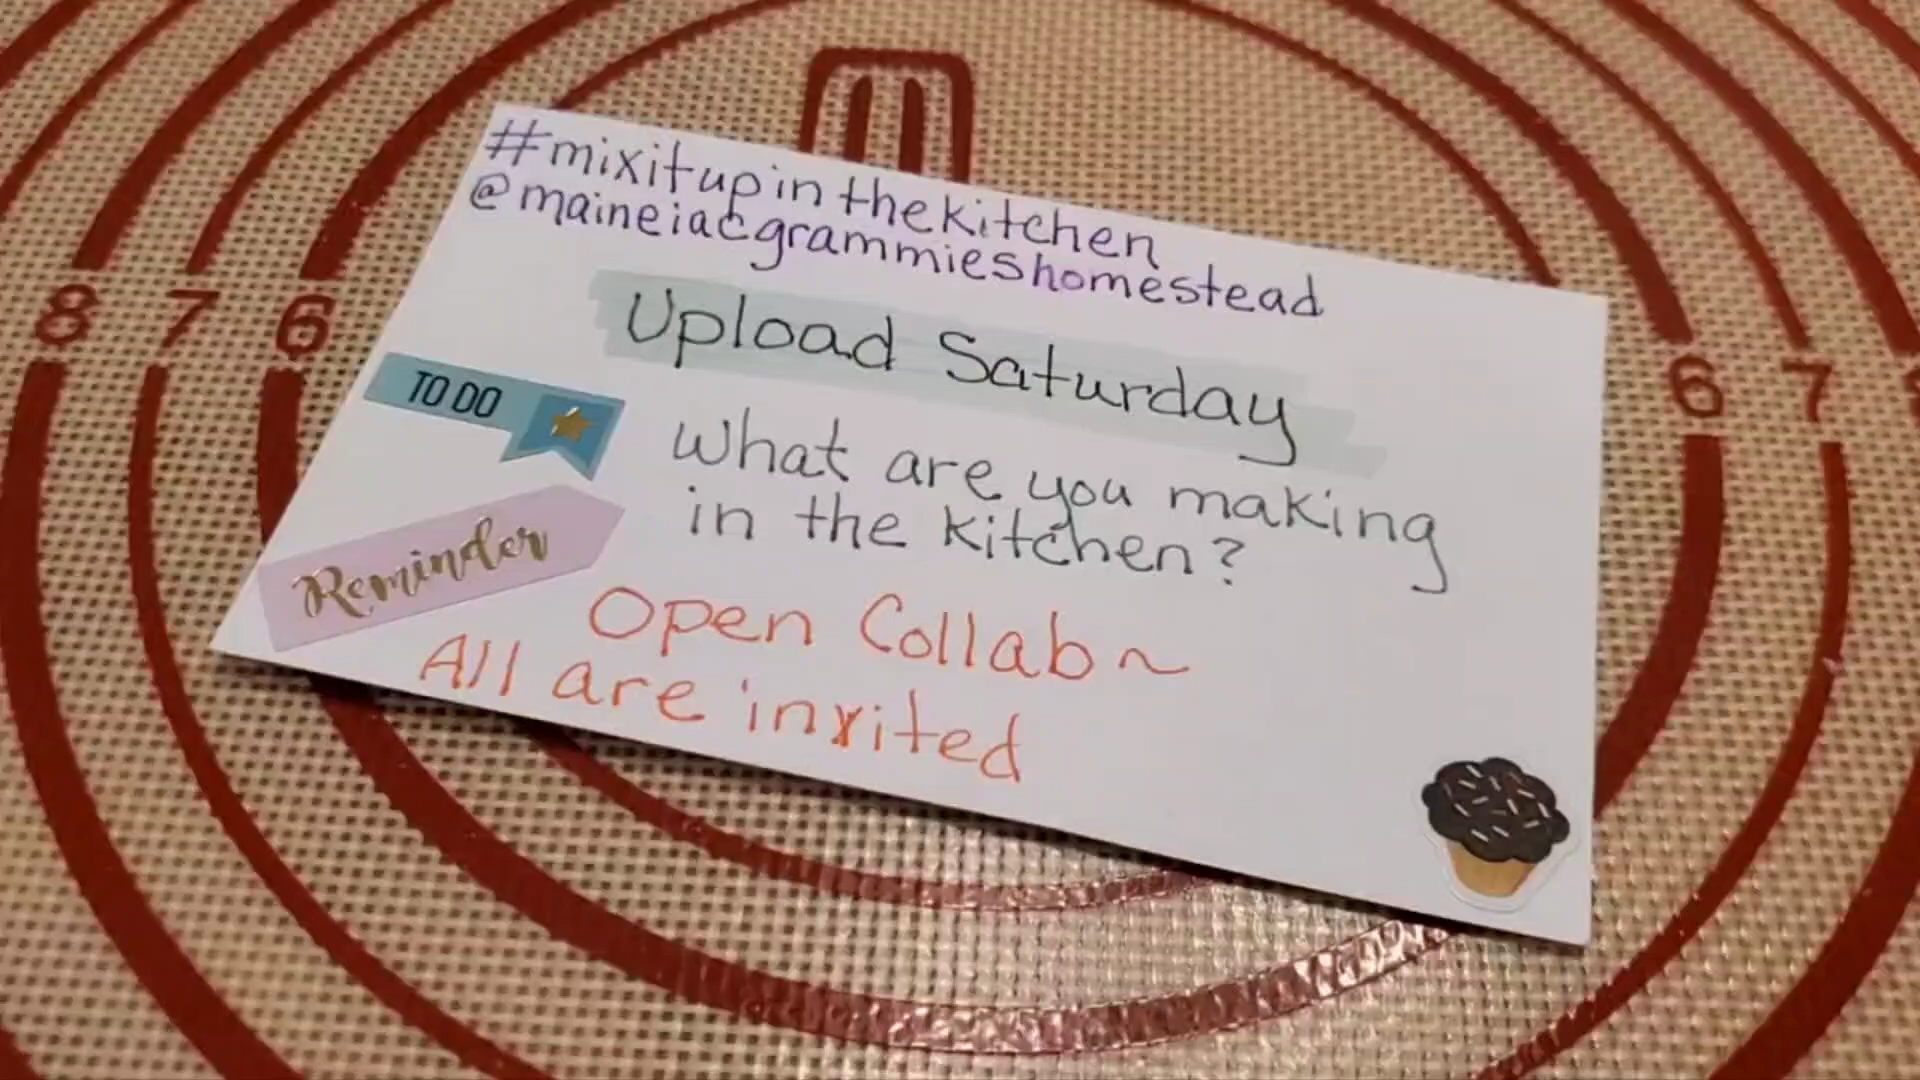 #mixitupinthekitchen
@maineiacgrammieshomestead
Upload Saturday
TO DO
What are you making
in the kitchen?
Reminder
Open Collab~
All are invited
8 7 6
6 7